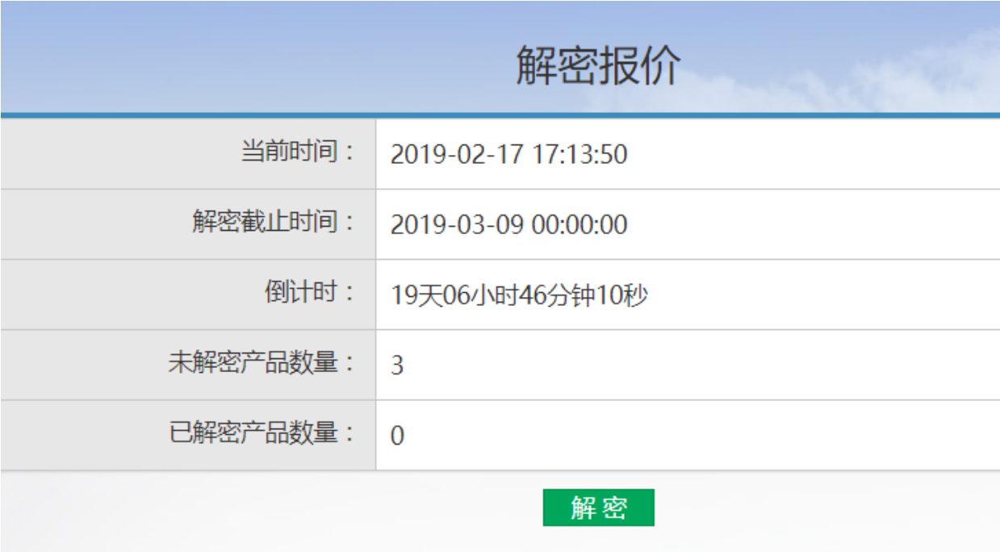 解密报价
当前时间： 2019-02-17 17:13:50
解密截止时间： 2019-03-09 00:00:00
倒计时： 19天06小时46分钟10秒
未解密产品数量： 3
已解密产品数量： 0
解 密